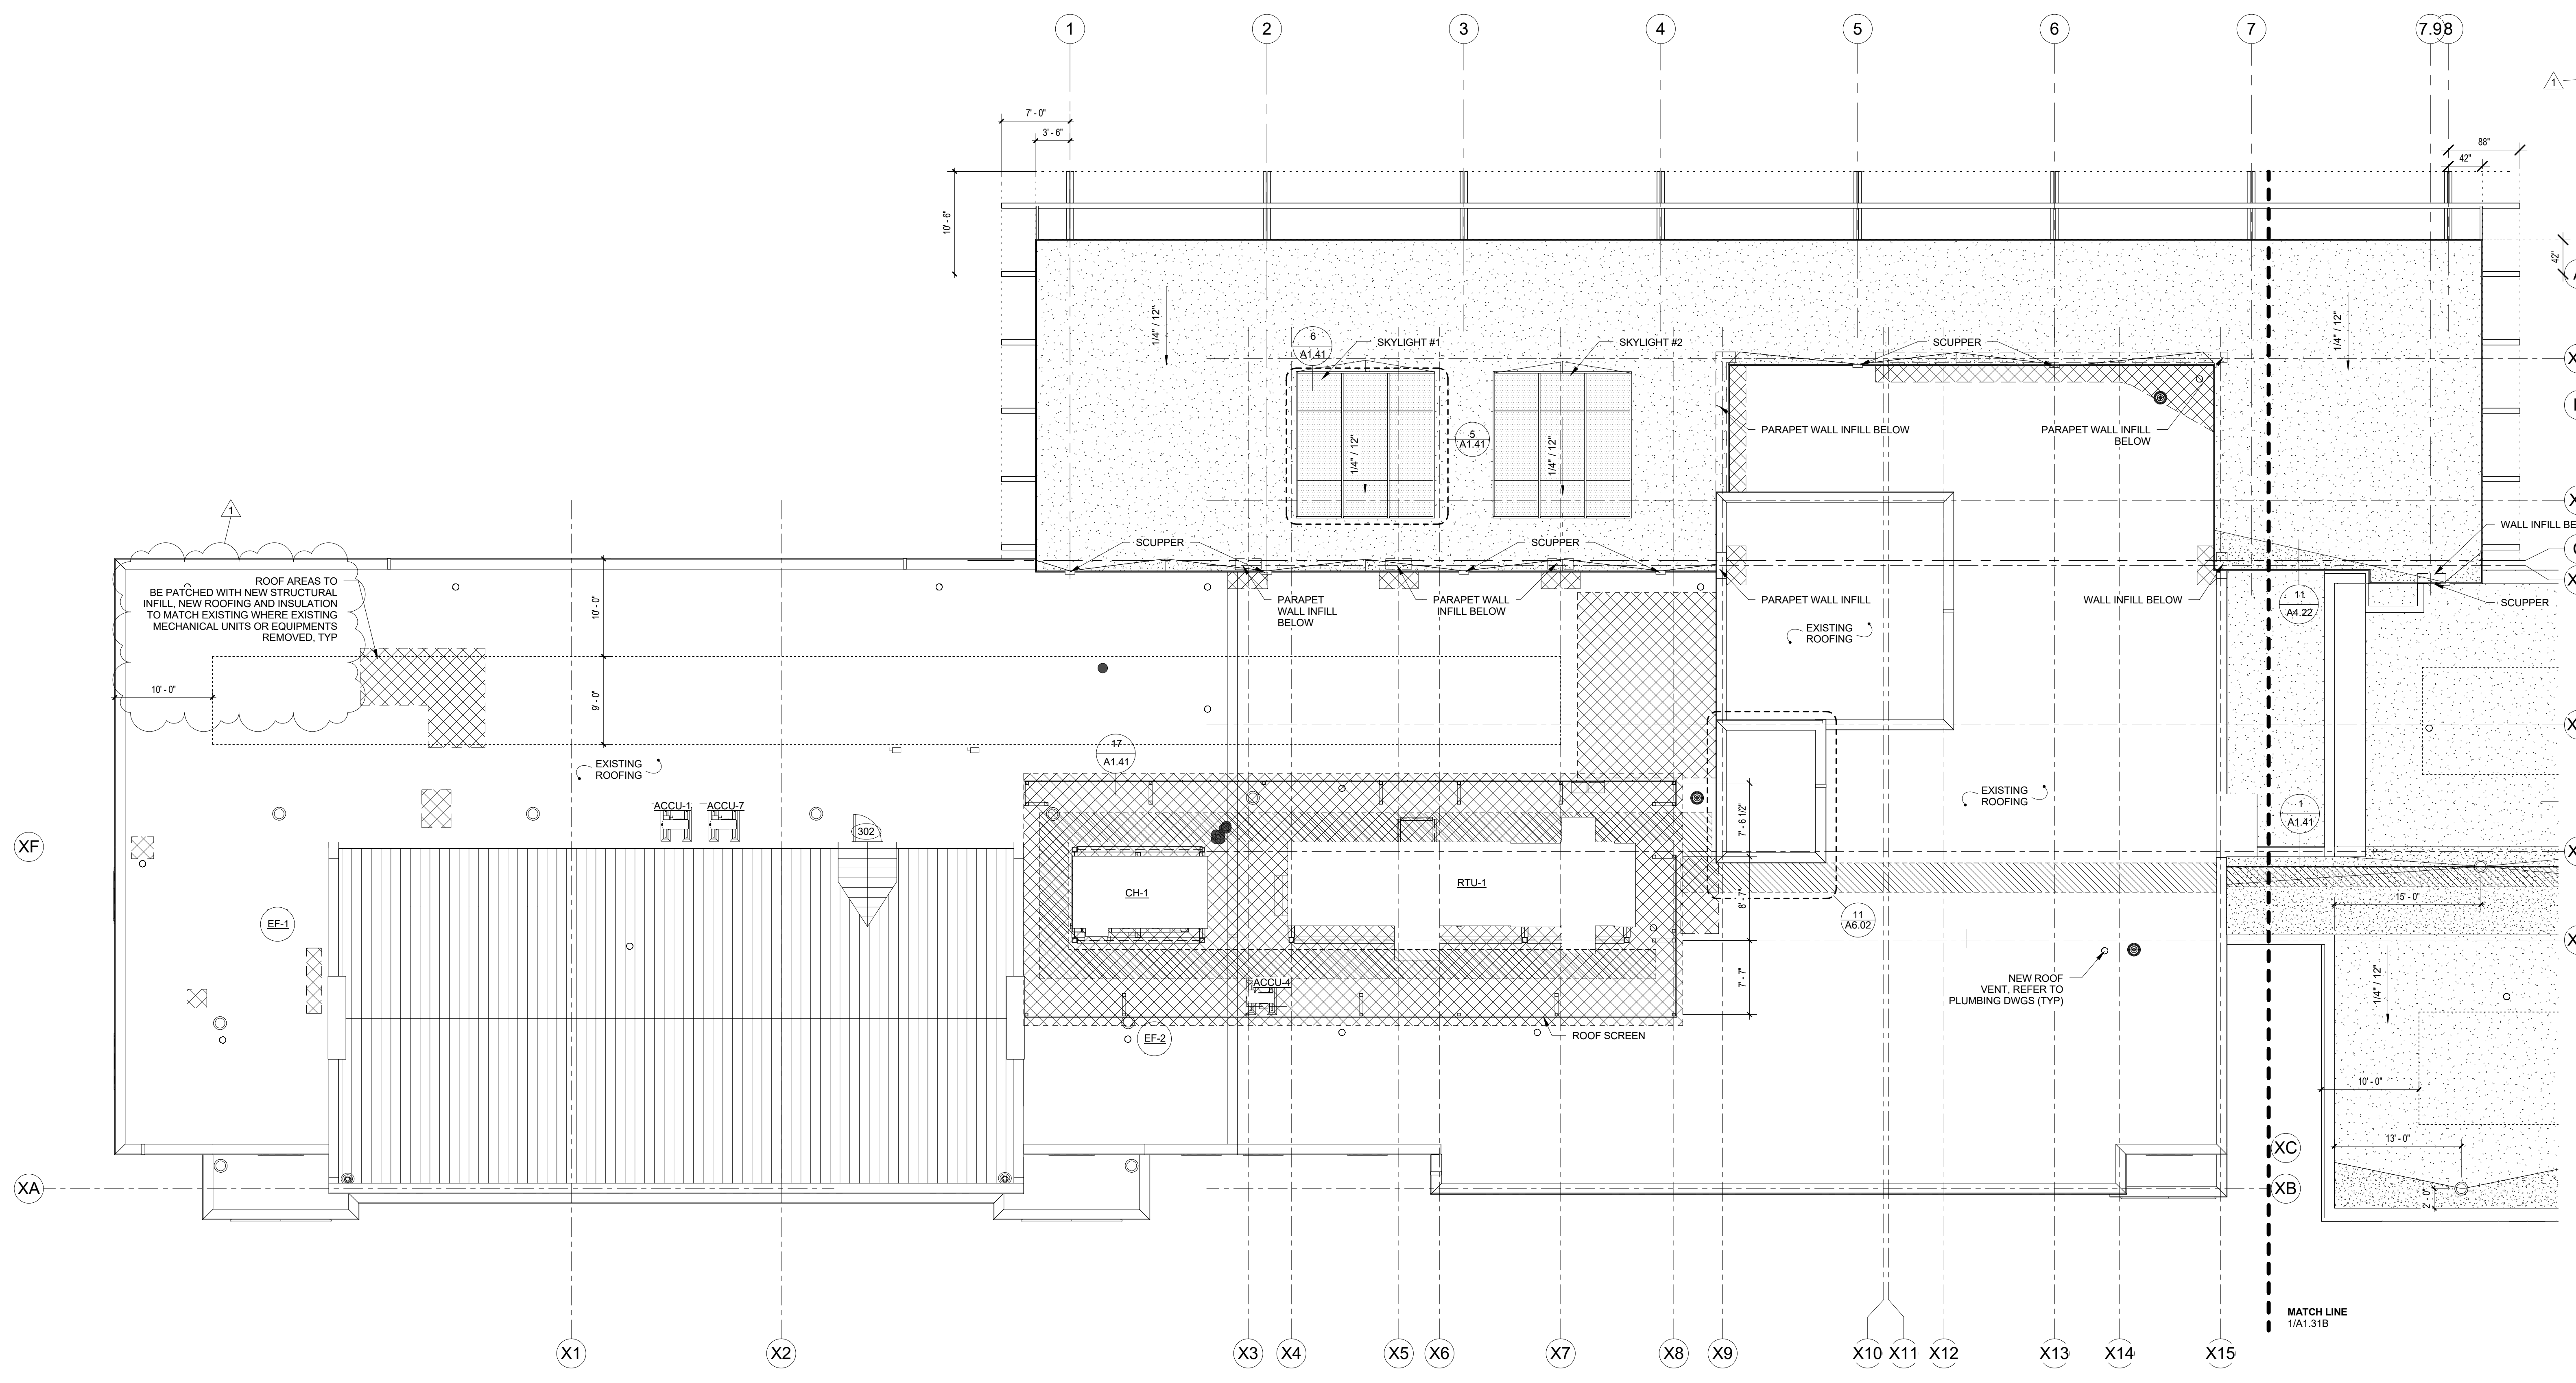 1
2
3
4
5
6
7
7.9
8
1
7' - 0"
3' - 6"
88"
42"
10' - 6"
42"
1/4" / 12"
6
A1.41
SKYLIGHT #1
SKYLIGHT #2
SCUPPER
1/4" / 12"
5
A1.41
1/4" / 12"
1/4" / 12"
PARAPET WALL INFILL BELOW
PARAPET WALL INFILL
BELOW
1
SCUPPER
SCUPPER
WALL INFILL BE
ROOF AREAS TO
BE PATCHED WITH NEW STRUCTURAL
INFILL, NEW ROOFING AND INSULATION
TO MATCH EXISTING WHERE EXISTING
MECHANICAL UNITS OR EQUIPMENTS
REMOVED, TYP
10' - 0"
PARAPET
WALL INFILL
BELOW
PARAPET WALL
INFILL BELOW
PARAPET WALL INFILL
WALL INFILL BELOW
11
A4.22
SCUPPER
EXISTING
ROOFING
10' - 0"
9' - 0"
17
A1.41
EXISTING
ROOFING
EXISTING
ROOFING
ACCU-1
ACCU-7
302
7' - 6 1/2"
1
A1.41
XF
CH-1
RTU-1
8' - 7"
15' - 0"
EF-1
11
A6.02
7' - 7"
ACCU-4
NEW ROOF
VENT, REFER TO
PLUMBING DWGS (TYP)
1/4" / 12"
EF-2
ROOF SCREEN
10' - 0"
13' - 0"
XC
XA
XB
2' - 0"
MATCH LINE
1/A1.31B
X1
X2
X3
X4
X5
X6
X7
X8
X9
X10
X11
X12
X13
X14
X15